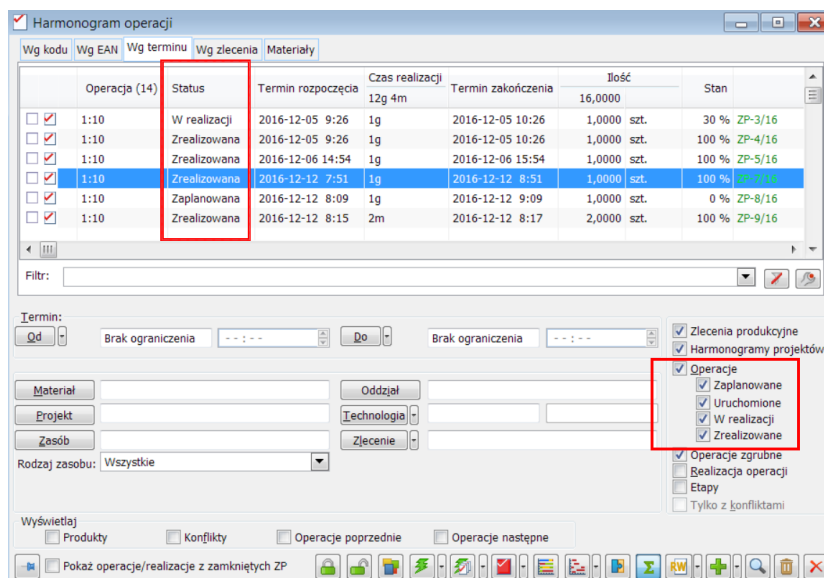 Harmonogram operacji
Wg kodu Wg EAN Wg terminu Wg zlecenia Materiały
Operacja (14) Status Termin rozpoczęcia Czas realizacji Termin zakończenia Ilość Stan
12g 4m 16,0000
1:10 W realizacji 2016-12-05 9:26 1g 2016-12-05 10:26 1,0000 szt. 30 % ZP-3/16
1:10 Zrealizowana 2016-12-05 9:26 1g 2016-12-05 10:26 1,0000 szt. 100 % ZP-4/16
1:10 Zrealizowana 2016-12-06 14:54 1g 2016-12-06 15:54 1,0000 szt. 100 % ZP-5/16
1:10 Zrealizowana 2016-12-12 7:51 1g 2016-12-12 8:51 1,0000 szt. 100 % ZP-7/16
1:10 Zaplanowana 2016-12-12 8:09 1g 2016-12-12 9:09 1,0000 szt. 0 % ZP-8/16
1:10 Zrealizowana 2016-12-12 8:15 2m 2016-12-12 8:17 2,0000 szt. 100 % ZP-9/16
Filtr:
Termin:
Od Brak ograniczenia --:-- Do Brak ograniczenia --:--
Zlecenia produkcyjne
Harmonogramy projektów
Operacje
Zaplanowane
Uruchomione
W realizacji
Zrealizowane
Operacje zgrubne
Realizacja operacji
Etapy
Tylko z konfliktami
Materiał Oddział
Projekt Technologia
Zasób Zlecenie
Rodzaj zasobu: Wszystkie
Wyświetlaj
Produkty Konflikty Operacje poprzednie Operacje następne
Pokaż operacje/realizacje z zamkniętych ZP Σ RW